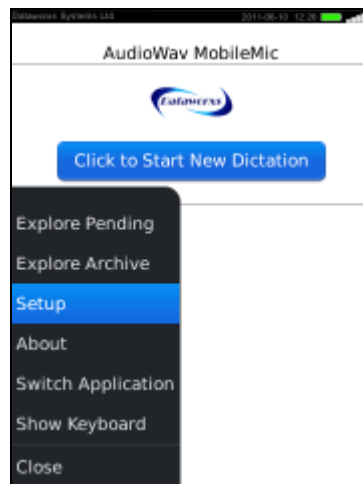 Dataworxs Systems Ltd. 2011-06-10 12:26
AudioWav MobileMic
Dataworxs
Click to Start New Dictation
Explore Pending
Explore Archive
Setup
About
Switch Application
Show Keyboard
Close